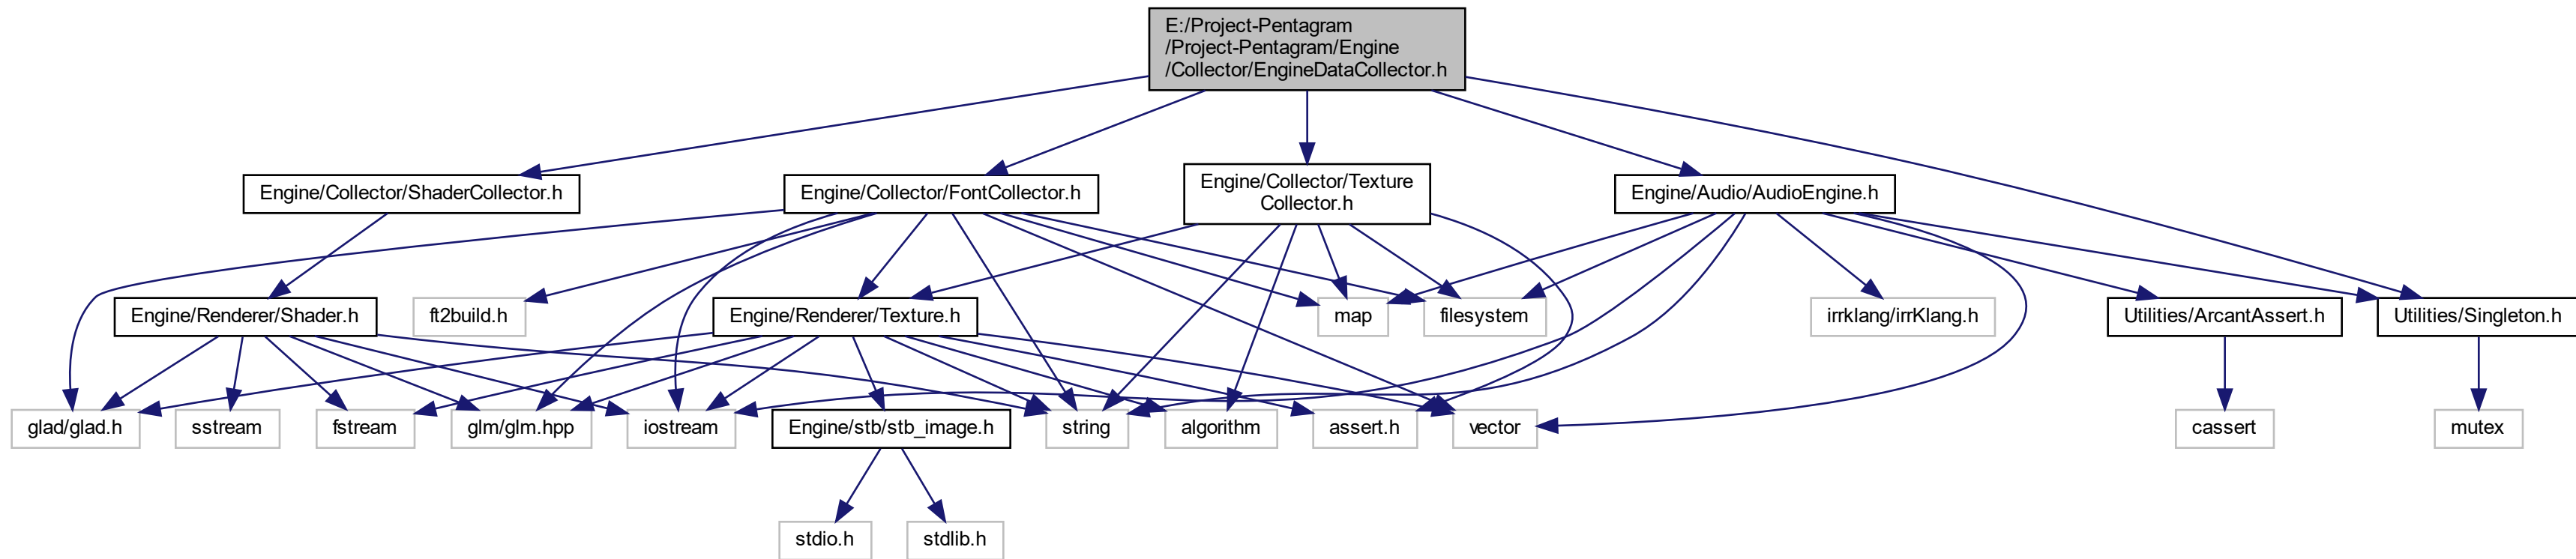 E:/Project-Pentagram
/Project-Pentagram/Engine
/Collector/EngineDataCollector.h
Engine/Collector/ShaderCollector.h
Engine/Collector/FontCollector.h
Engine/Collector/Texture
Collector.h
Engine/Audio/AudioEngine.h
Engine/Renderer/Shader.h
ft2build.h
Engine/Renderer/Texture.h
map
filesystem
irrklang/irrKlang.h
Utilities/ArcantAssert.h
Utilities/Singleton.h
glad/glad.h
sstream
fstream
glm/glm.hpp
iostream
Engine/stb/stb_image.h
string
algorithm
assert.h
vector
cassert
mutex
stdio.h
stdlib.h